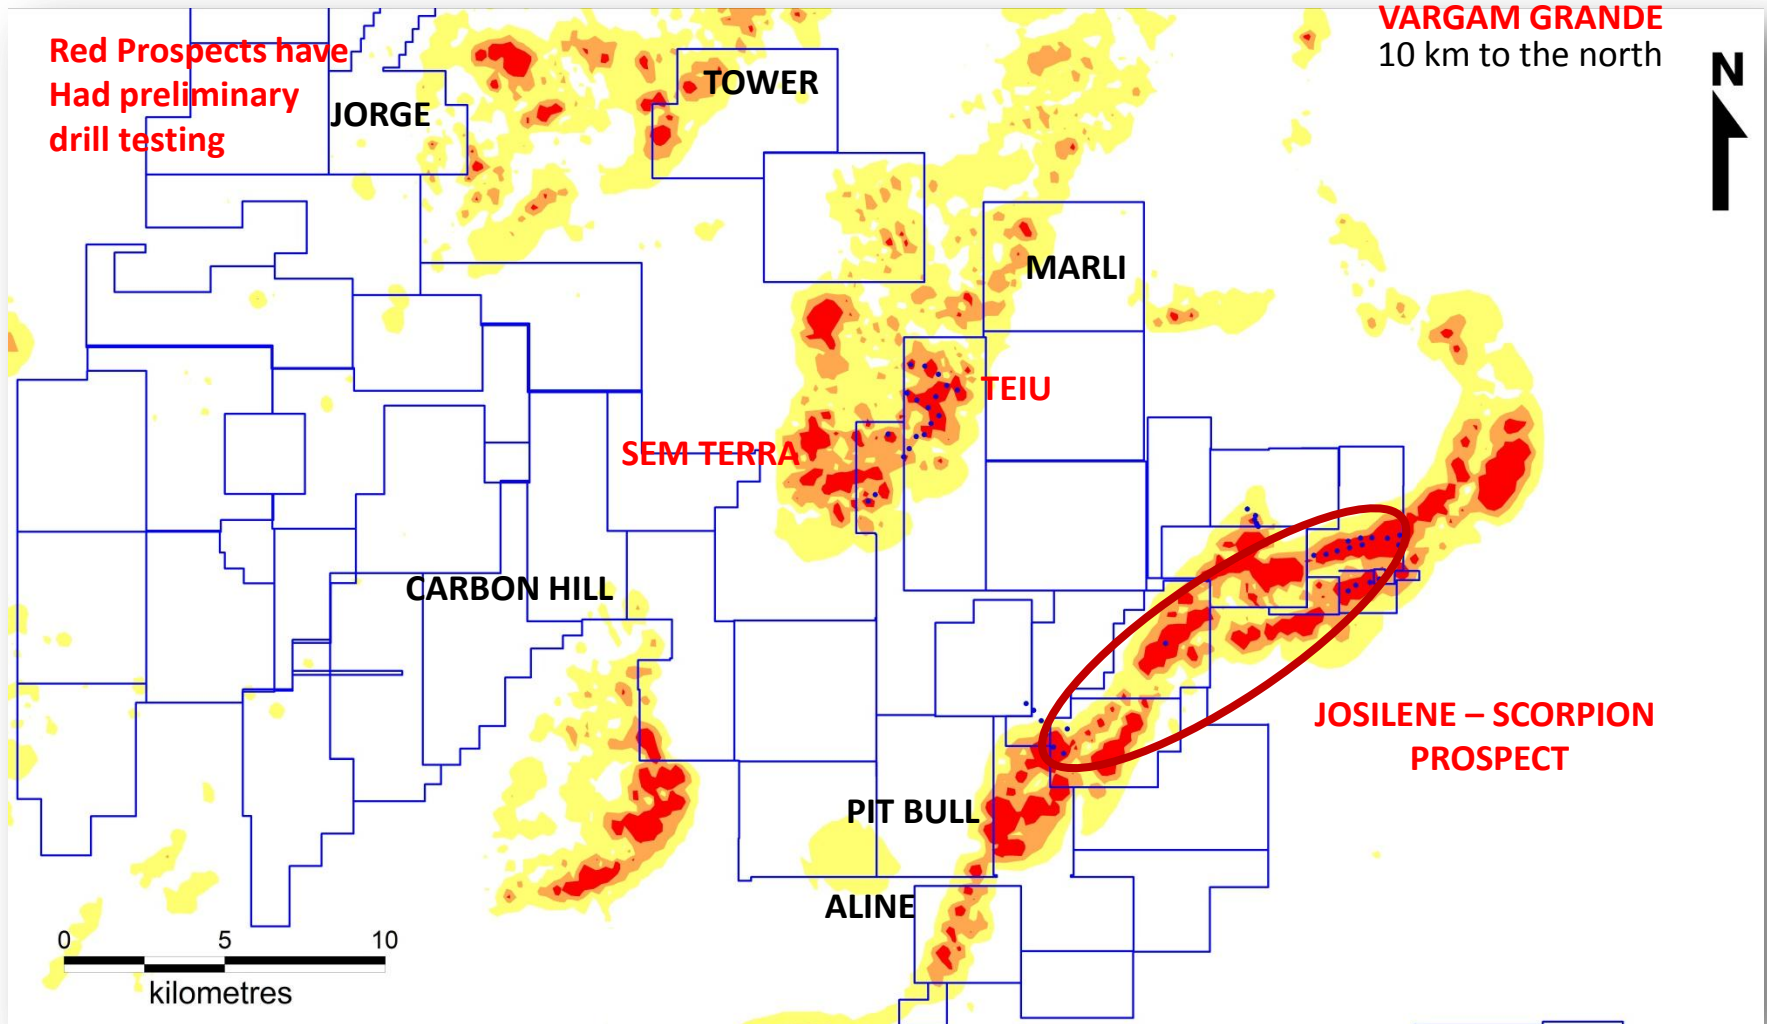 VARGAM GRANDE
10 km to the north
Red Prospects have
Had preliminary
drill testing
N
TOWER
JORGE
MARLI
TEIU
SEM TERRA
CARBON HILL
JOSILENE – SCORPION
PROSPECT
PIT BULL
ALINE
0 5 10
kilometres